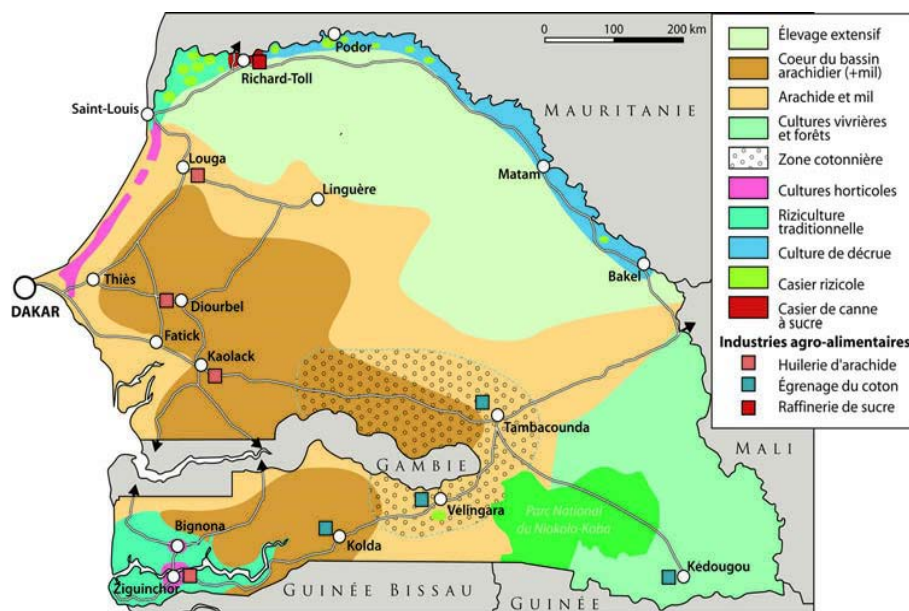 0
100
200 km
Podor
Richard-Toll
Saint-Louis
MAURITANIE
Louga
Linguère
Matam
Bakel
Thiès
DAKAR
Diourbel
Fatick
Kaolack
Tambacounda
GAMBIE
MALI
Vélingara
Parc National
du Niokolo-Koba
Bignona
Kolda
Kédougou
Ziguinchor
GUINÉE BISSAU
GUINÉE
Élevage extensif
Coeur du bassin
arachidier (+mil)
Arachide et mil
Cultures vivrières
et forêts
Zone cotonnière
Cultures horticoles
Riziculture
traditionnelle
Culture de décrue
Casier rizicole
Casier de canne
à sucre
Industries agro-alimentaires
Huilerie d'arachide
Égrenage du coton
Raffinerie de sucre